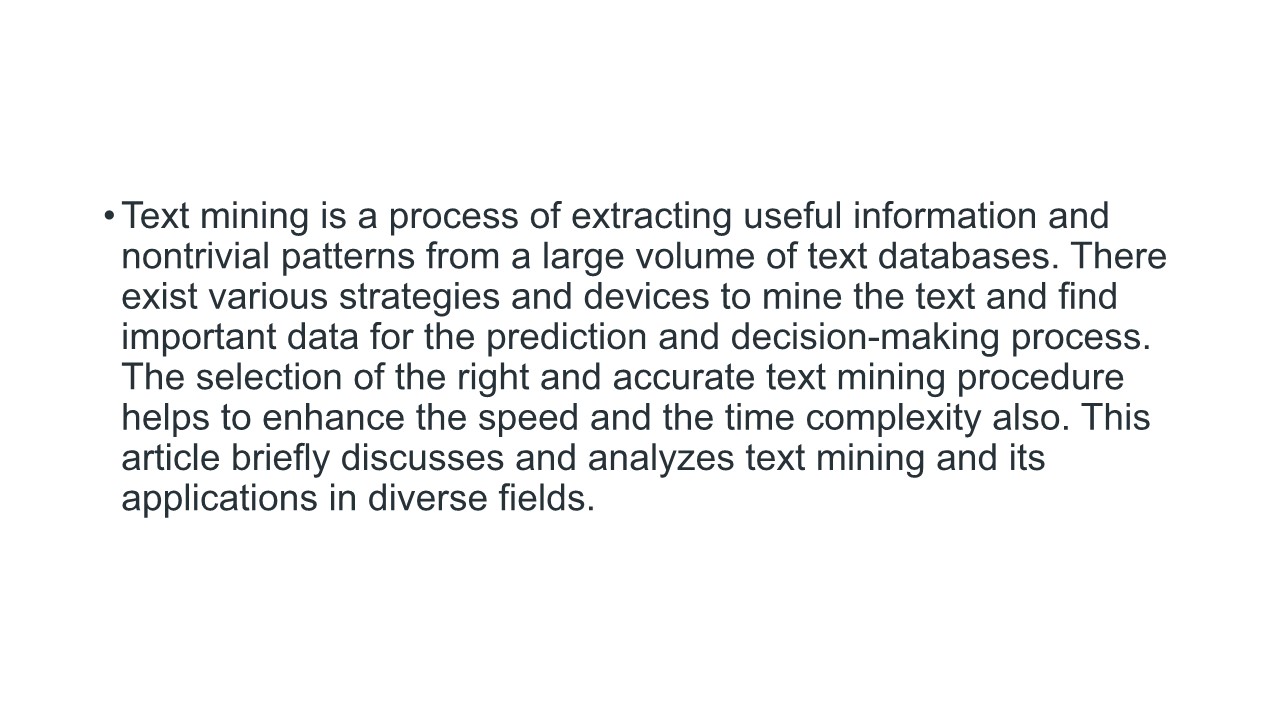 • Text mining is a process of extracting useful information and
nontrivial patterns from a large volume of text databases. There
exist various strategies and devices to mine the text and find
important data for the prediction and decision-making process.
The selection of the right and accurate text mining procedure
helps to enhance the speed and the time complexity also. This
article briefly discusses and analyzes text mining and its
applications in diverse fields.